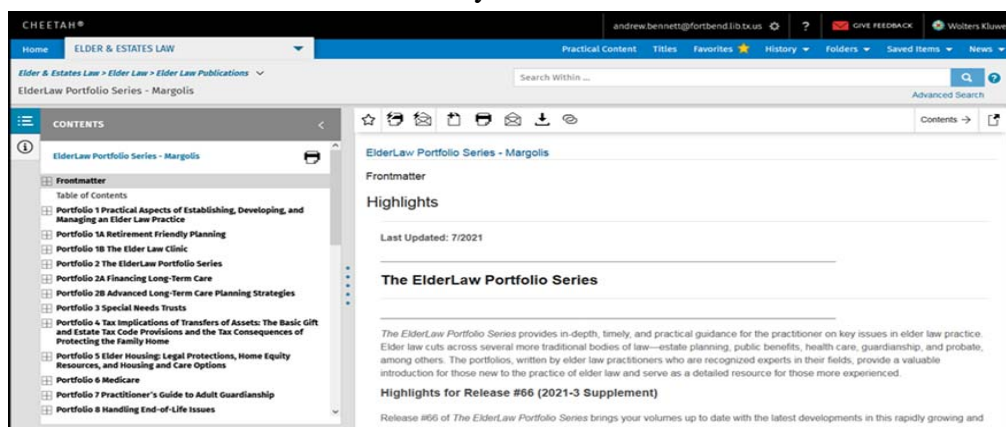 CHEETAH®
andrew.bennett@fortbend.lib.tx.us
?
GIVE FEEDBACK
Wolters Kluwe
Home
ELDER & ESTATES LAW
Practical Content Titles Favorites History Folders Saved Items News
Elder & Estates Law > Elder Law > Elder Law Publications
ElderLaw Portfolio Series - Margolis
Search Within ...
Advanced Search
CONTENTS
Contents →
ElderLaw Portfolio Series - Margolis
Frontmatter
Table of Contents
Portfolio 1 Practical Aspects of Establishing, Developing, and
Managing an Elder Law Practice
Portfolio 1A Retirement Friendly Planning
Portfolio 1B The Elder Law Clinic
Portfolio 2 The ElderLaw Portfolio Series
Portfolio 2A Financing Long-Term Care
Portfolio 2B Advanced Long-Term Care Planning Strategies
Portfolio 3 Special Needs Trusts
Portfolio 4 Tax Implications of Transfers of Assets: The Basic Gift
and Estate Tax Code Provisions and the Tax Consequences of
Protecting the Family Home
Portfolio 5 Elder Housing: Legal Protections, Home Equity
Resources, and Housing and Care Options
Portfolio 6 Medicare
Portfolio 7 Practitioner's Guide to Adult Guardianship
Portfolio 8 Handling End-of-Life Issues
ElderLaw Portfolio Series - Margolis
Frontmatter
Highlights
Last Updated: 7/2021
The ElderLaw Portfolio Series
The ElderLaw Portfolio Series provides in-depth, timely, and practical guidance for the practitioner on key issues in elder law practice.
Elder law cuts across several more traditional bodies of law—estate planning, public benefits, health care, guardianship, and probate,
among others. The portfolios, written by elder law practitioners who are recognized experts in their fields, provide a valuable
introduction for those new to the practice of elder law and serve as a detailed resource for those more experienced.
Highlights for Release #66 (2021-3 Supplement)
Release #66 of The ElderLaw Portfolio Series brings your volumes up to date with the latest developments in this rapidly growing and